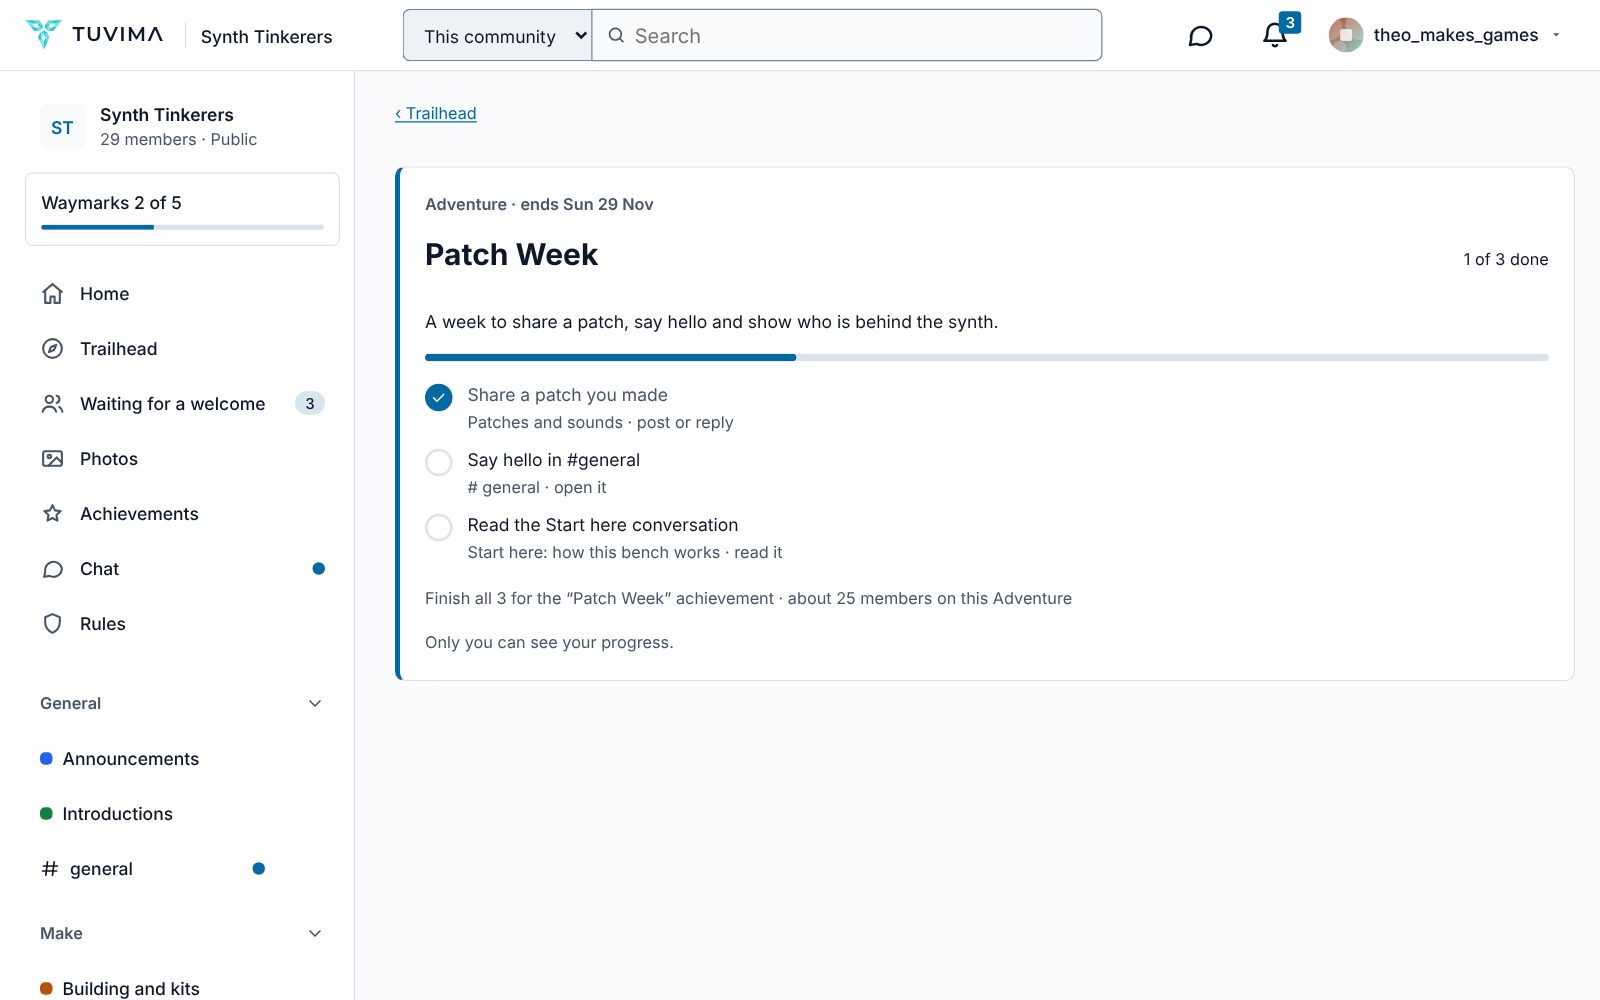 TUVIMA
Synth Tinkerers
This community
Search
3
theo_makes_games
ST
Synth Tinkerers
29 members · Public
Waymarks 2 of 5
Home
Trailhead
Waiting for a welcome
3
Photos
Achievements
Chat
Rules
General
Announcements
Introductions
# general
Make
Building and kits
‹ Trailhead
Adventure · ends Sun 29 Nov
Patch Week
1 of 3 done
A week to share a patch, say hello and show who is behind the synth.
Share a patch you made
Patches and sounds · post or reply
Say hello in #general
# general · open it
Read the Start here conversation
Start here: how this bench works · read it
Finish all 3 for the “Patch Week” achievement · about 25 members on this Adventure
Only you can see your progress.